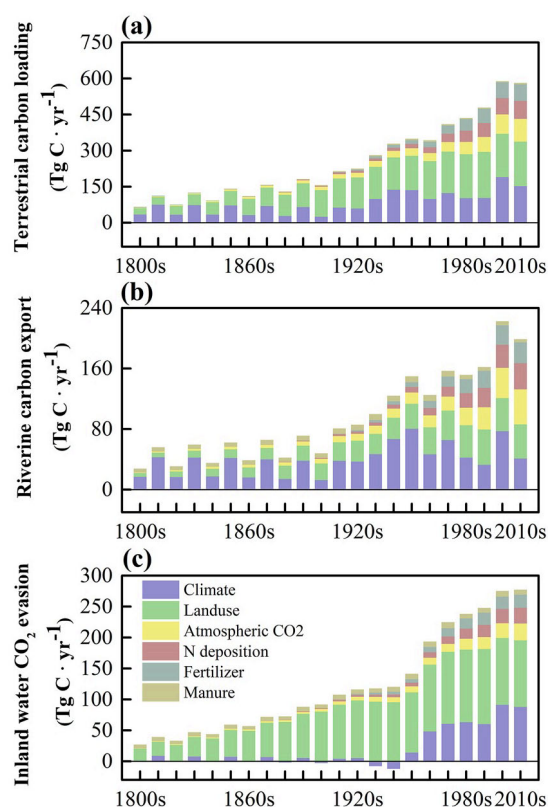 (a)
Terrestrial carbon loading
(Tg C · yr⁻¹)
750
600
450
300
150
0
1800s 1860s 1920s 1980s 2010s
(b)
Riverine carbon export
(Tg C · yr⁻¹)
240
160
80
0
1800s 1860s 1920s 1980s 2010s
(c)
Inland water CO₂ evasion
(Tg C · yr⁻¹)
300
250
200
150
100
50
0
Climate
Landuse
Atmospheric CO2
N deposition
Fertilizer
Manure
1800s 1860s 1920s 1980s 2010s